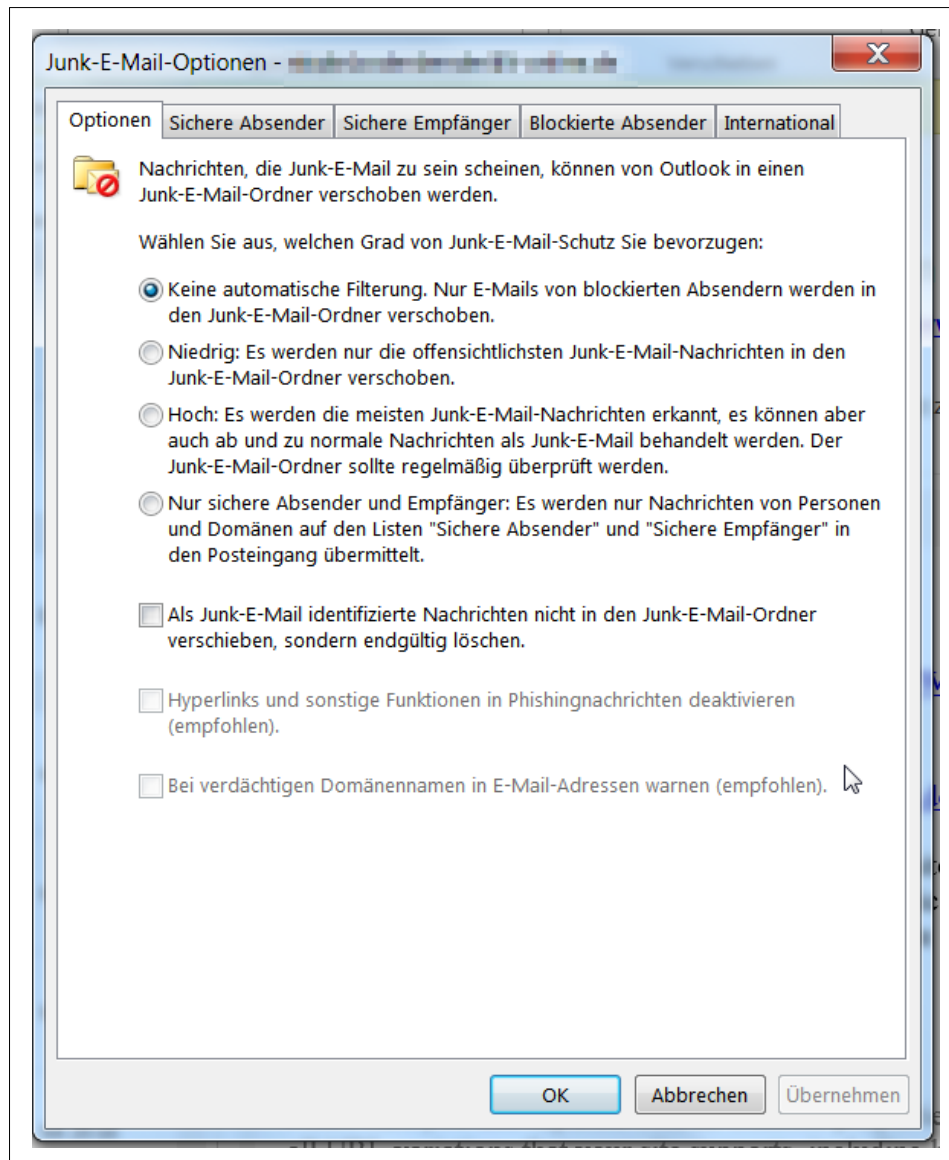 Junk-E-Mail-Optionen -
Optionen
Sichere Absender
Sichere Empfänger
Blockierte Absender
International
Nachrichten, die Junk-E-Mail zu sein scheinen, können von Outlook in einen
Junk-E-Mail-Ordner verschoben werden.
Wählen Sie aus, welchen Grad von Junk-E-Mail-Schutz Sie bevorzugen:
Keine automatische Filterung. Nur E-Mails von blockierten Absendern werden in
den Junk-E-Mail-Ordner verschoben.
Niedrig: Es werden nur die offensichtlichsten Junk-E-Mail-Nachrichten in den
Junk-E-Mail-Ordner verschoben.
Hoch: Es werden die meisten Junk-E-Mail-Nachrichten erkannt, es können aber
auch ab und zu normale Nachrichten als Junk-E-Mail behandelt werden. Der
Junk-E-Mail-Ordner sollte regelmäßig überprüft werden.
Nur sichere Absender und Empfänger: Es werden nur Nachrichten von Personen
und Domänen auf den Listen "Sichere Absender" und "Sichere Empfänger" in
den Posteingang übermittelt.
Als Junk-E-Mail identifizierte Nachrichten nicht in den Junk-E-Mail-Ordner
verschieben, sondern endgültig löschen.
Hyperlinks und sonstige Funktionen in Phishingnachrichten deaktivieren
(empfohlen).
Bei verdächtigen Domänennamen in E-Mail-Adressen warnen (empfohlen).
OK
Abbrechen
Übernehmen